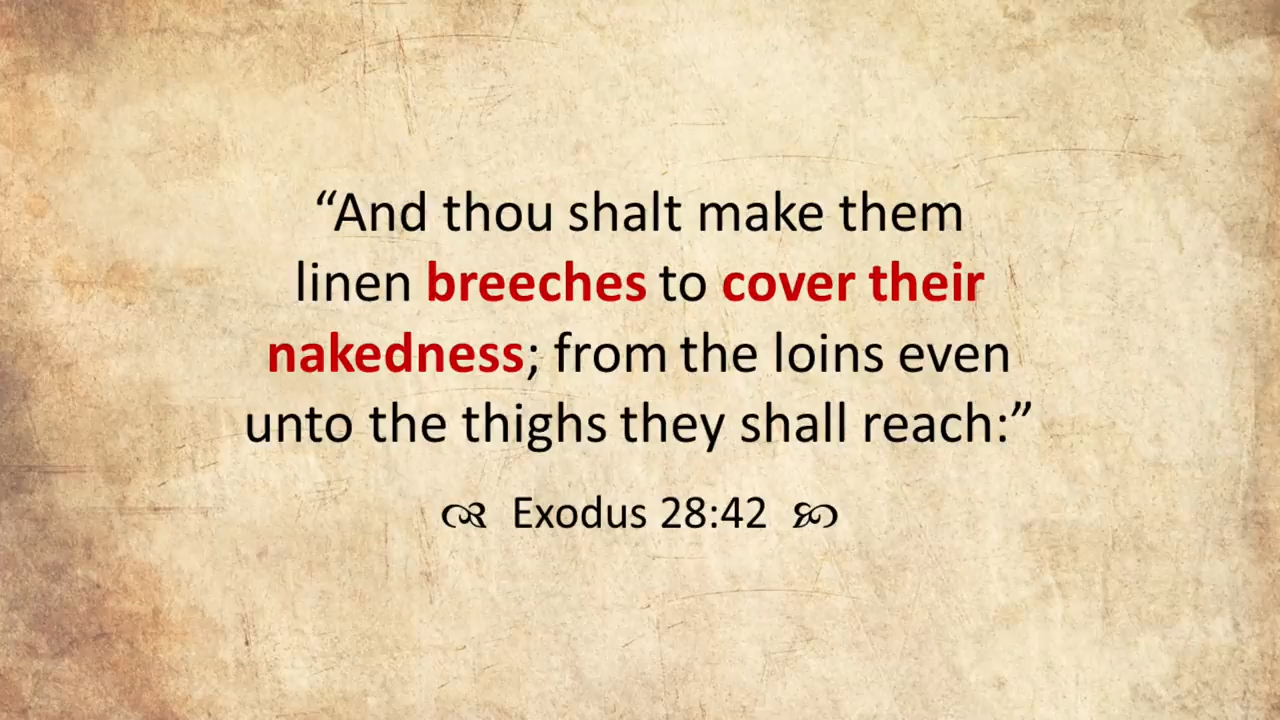 “And thou shalt make them
linen breeches to cover their
nakedness; from the loins even
unto the thighs they shall reach:”
Exodus 28:42